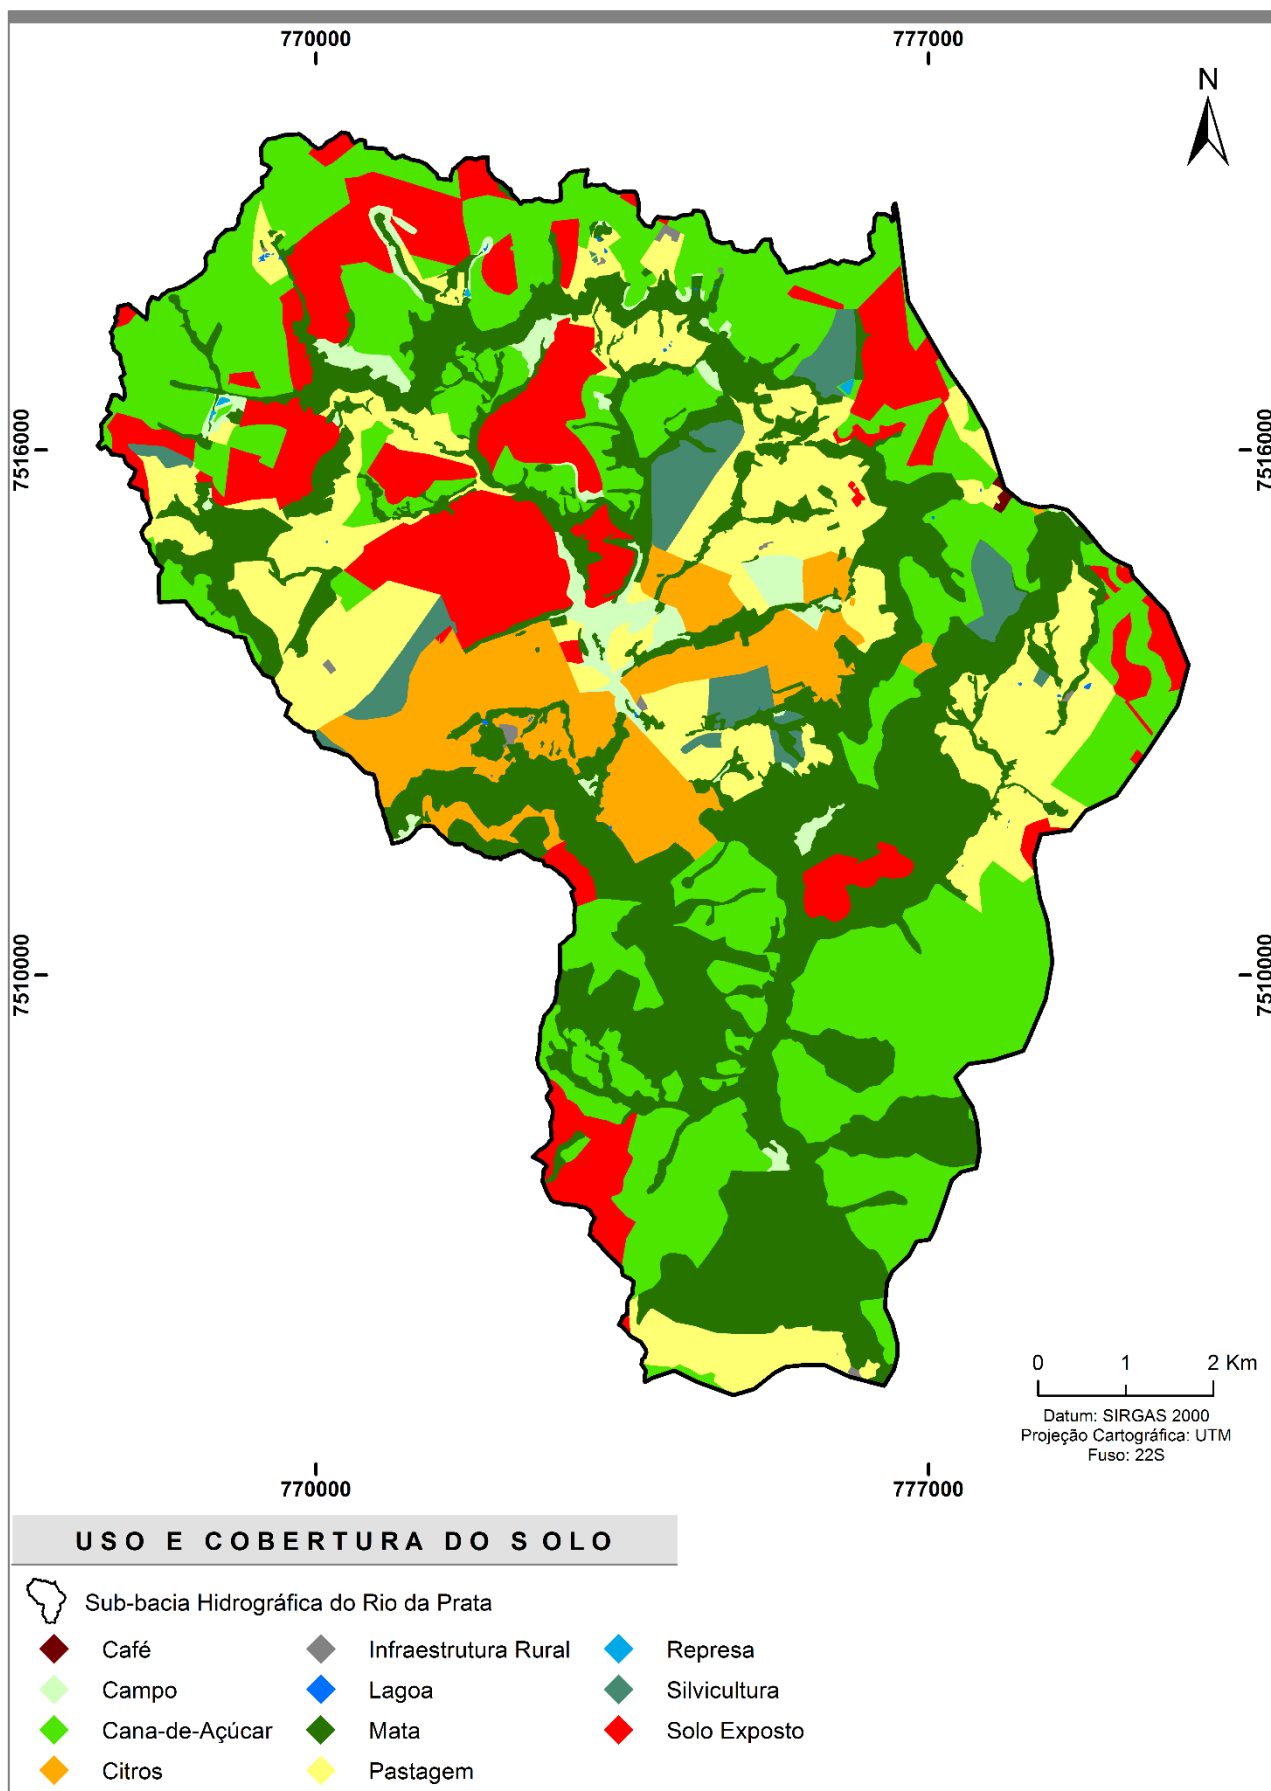 770000 777000
N
7516000 7516000
7510000 7510000
0 1 2 Km
Datum: SIRGAS 2000
Projeção Cartográfica: UTM
Fuso: 22S
770000 777000
USO E COBERTURA DO SOLO
Sub-bacia Hidrográfica do Rio da Prata
Café Infraestrutura Rural Represa
Campo Lagoa Silvicultura
Cana-de-Açúcar Mata Solo Exposto
Citros Pastagem